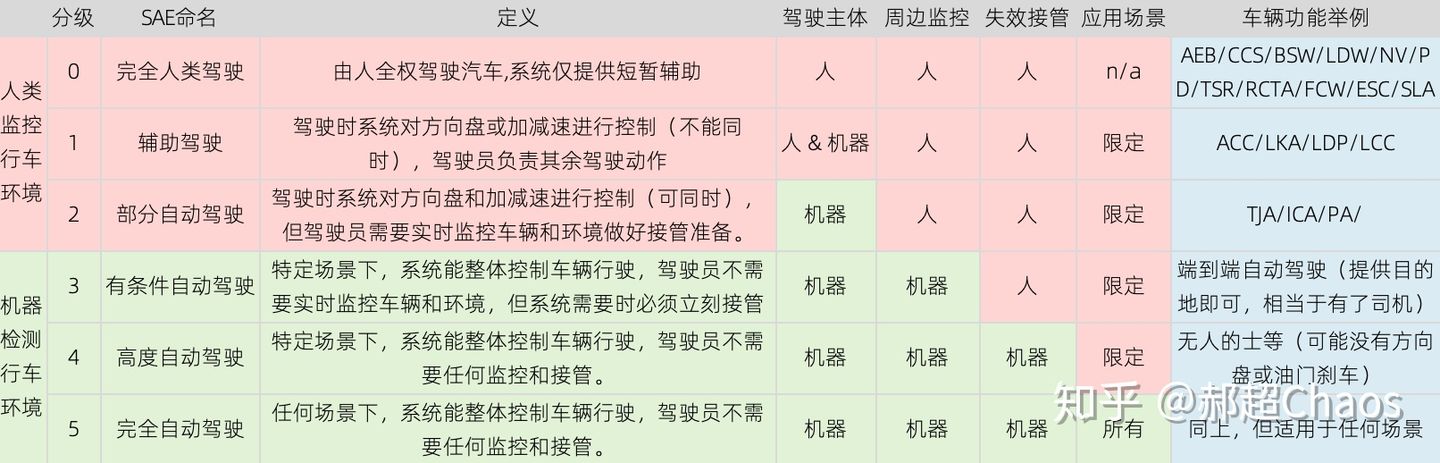 分级 SAE命名 定义 驾驶主体 周边监控 失效接管 应用场景 车辆功能举例
人类
监控
行车
环境
0 完全人类驾驶 由人全权驾驶汽车,系统仅提供短暂辅助 人 人 人 n/a
AEB/CCS/BSW/LDW/NV/P
D/TSR/RCTA/FCW/ESC/SLA
1 辅助驾驶
驾驶时系统对方向盘或加减速进行控制（不能同
时），驾驶员负责其余驾驶动作
人 & 机器 人 人 限定 ACC/LKA/LDP/LCC
2 部分自动驾驶
驾驶时系统对方向盘和加减速进行控制（可同时），
但驾驶员需要实时监控车辆和环境做好接管准备。
机器 人 人 限定 TJA/ICA/PA/
机器
检测
行车
环境
3 有条件自动驾驶
特定场景下，系统能整体控制车辆行驶，驾驶员不需
要实时监控车辆和环境，但系统需要时必须立刻接管
机器 机器 人 限定
端到端自动驾驶（提供目的
地即可，相当于有了司机）
4 高度自动驾驶
特定场景下，系统能整体控制车辆行驶，驾驶员不需
要任何监控和接管。
机器 机器 机器 限定
无人的士等（可能没有方向
盘或油门刹车）
5 完全自动驾驶
任何场景下，系统能整体控制车辆行驶，驾驶员不需
要任何监控和接管。
机器 机器 机器 所有 同上，但适用于任何场景
知乎 @郝超Chaos